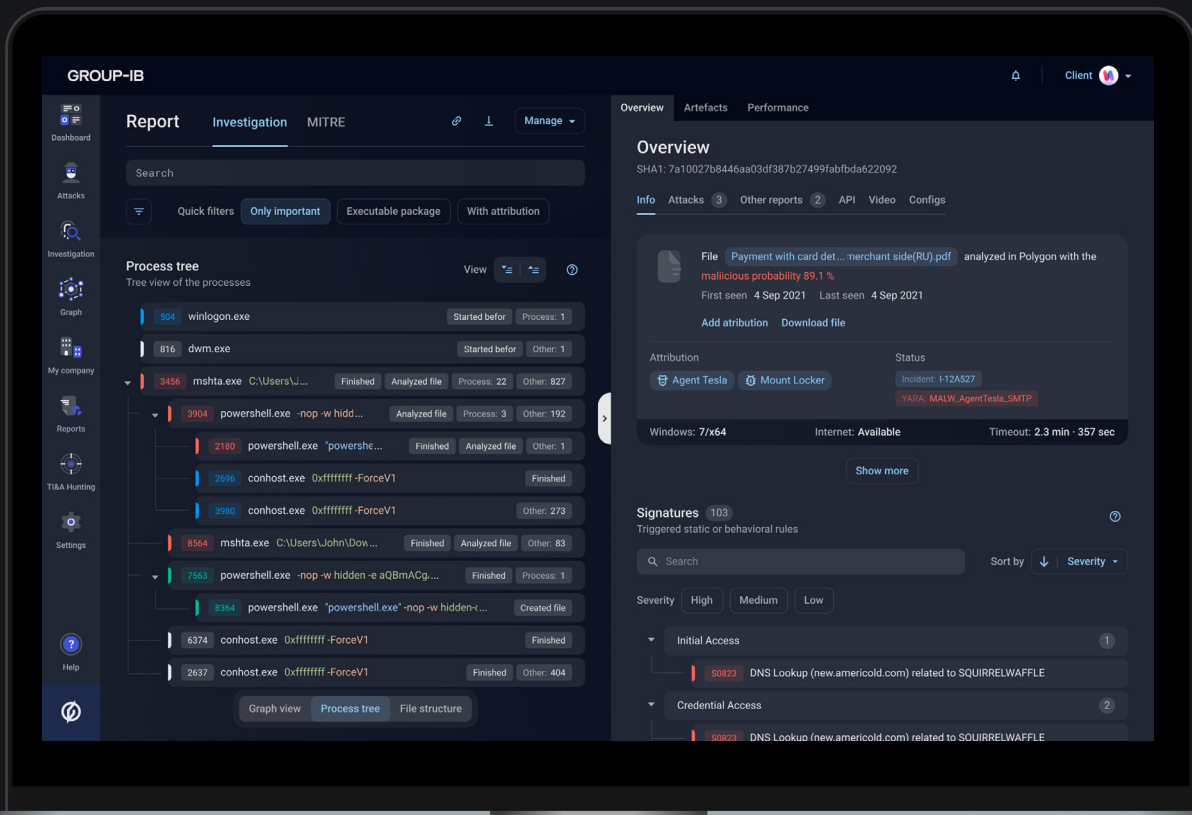 GROUP-IB
Client
Dashboard
Attacks
Investigation
Graph
My company
Reports
TI&A Hunting
Settings
Help
Report Investigation MITRE Manage
Search
Quick filters Only important Executable package With attribution
Process tree View
Tree view of the processes
504 winlogon.exe Started befor Process: 1
816 dwm.exe Started befor Other: 1
3456 mshta.exe C:\Users\J... Finished Analyzed file Process: 22 Other: 827
3904 powershell.exe -nop -w hidd... Analyzed file Process: 3 Other: 192
2180 powershell.exe "powershe... Finished Analyzed file Other: 1
2696 conhost.exe 0xffffffff -ForceV1 Finished
3980 conhost.exe 0xffffffff -ForceV1 Other: 273
8564 mshta.exe C:\Users\John\Dow... Finished Analyzed file Other: 83
7563 powershell.exe -nop -w hidden -e aQBmACg... Finished Process: 1
8364 powershell.exe "powershell.exe" -nop -w hidden-(... Created file
6374 conhost.exe 0xffffffff -ForceV1 Finished
2637 conhost.exe 0xffffffff -ForceV1 Finished Other: 404
Graph view Process tree File structure
Overview Artefacts Performance
Overview
SHA1: 7a10027b8446aa03df387b27499fabfbda622092
Info Attacks 3 Other reports 2 API Video Configs
File Payment with card det... merchant side(RU).pdf analyzed in Polygon with the
mallicious probability 89.1 %
First seen 4 Sep 2021 Last seen 4 Sep 2021
Add atribution Download file
Attribution Status
Agent Tesla Mount Locker Incident: I-12A527
YARA: MALW_AgentTesla_SMTP
Windows: 7/x64 Internet: Available Timeout: 2.3 min · 357 sec
Show more
Signatures 103
Triggered static or behavioral rules
Search Sort by Severity
Severity High Medium Low
Initial Access 1
S0823 DNS Lookup (new.americold.com) related to SQUIRRELWAFFLE
Credential Access 2
S0823 DNS Lookup (new.americold.com) related to SQUIRRELWAFFLE